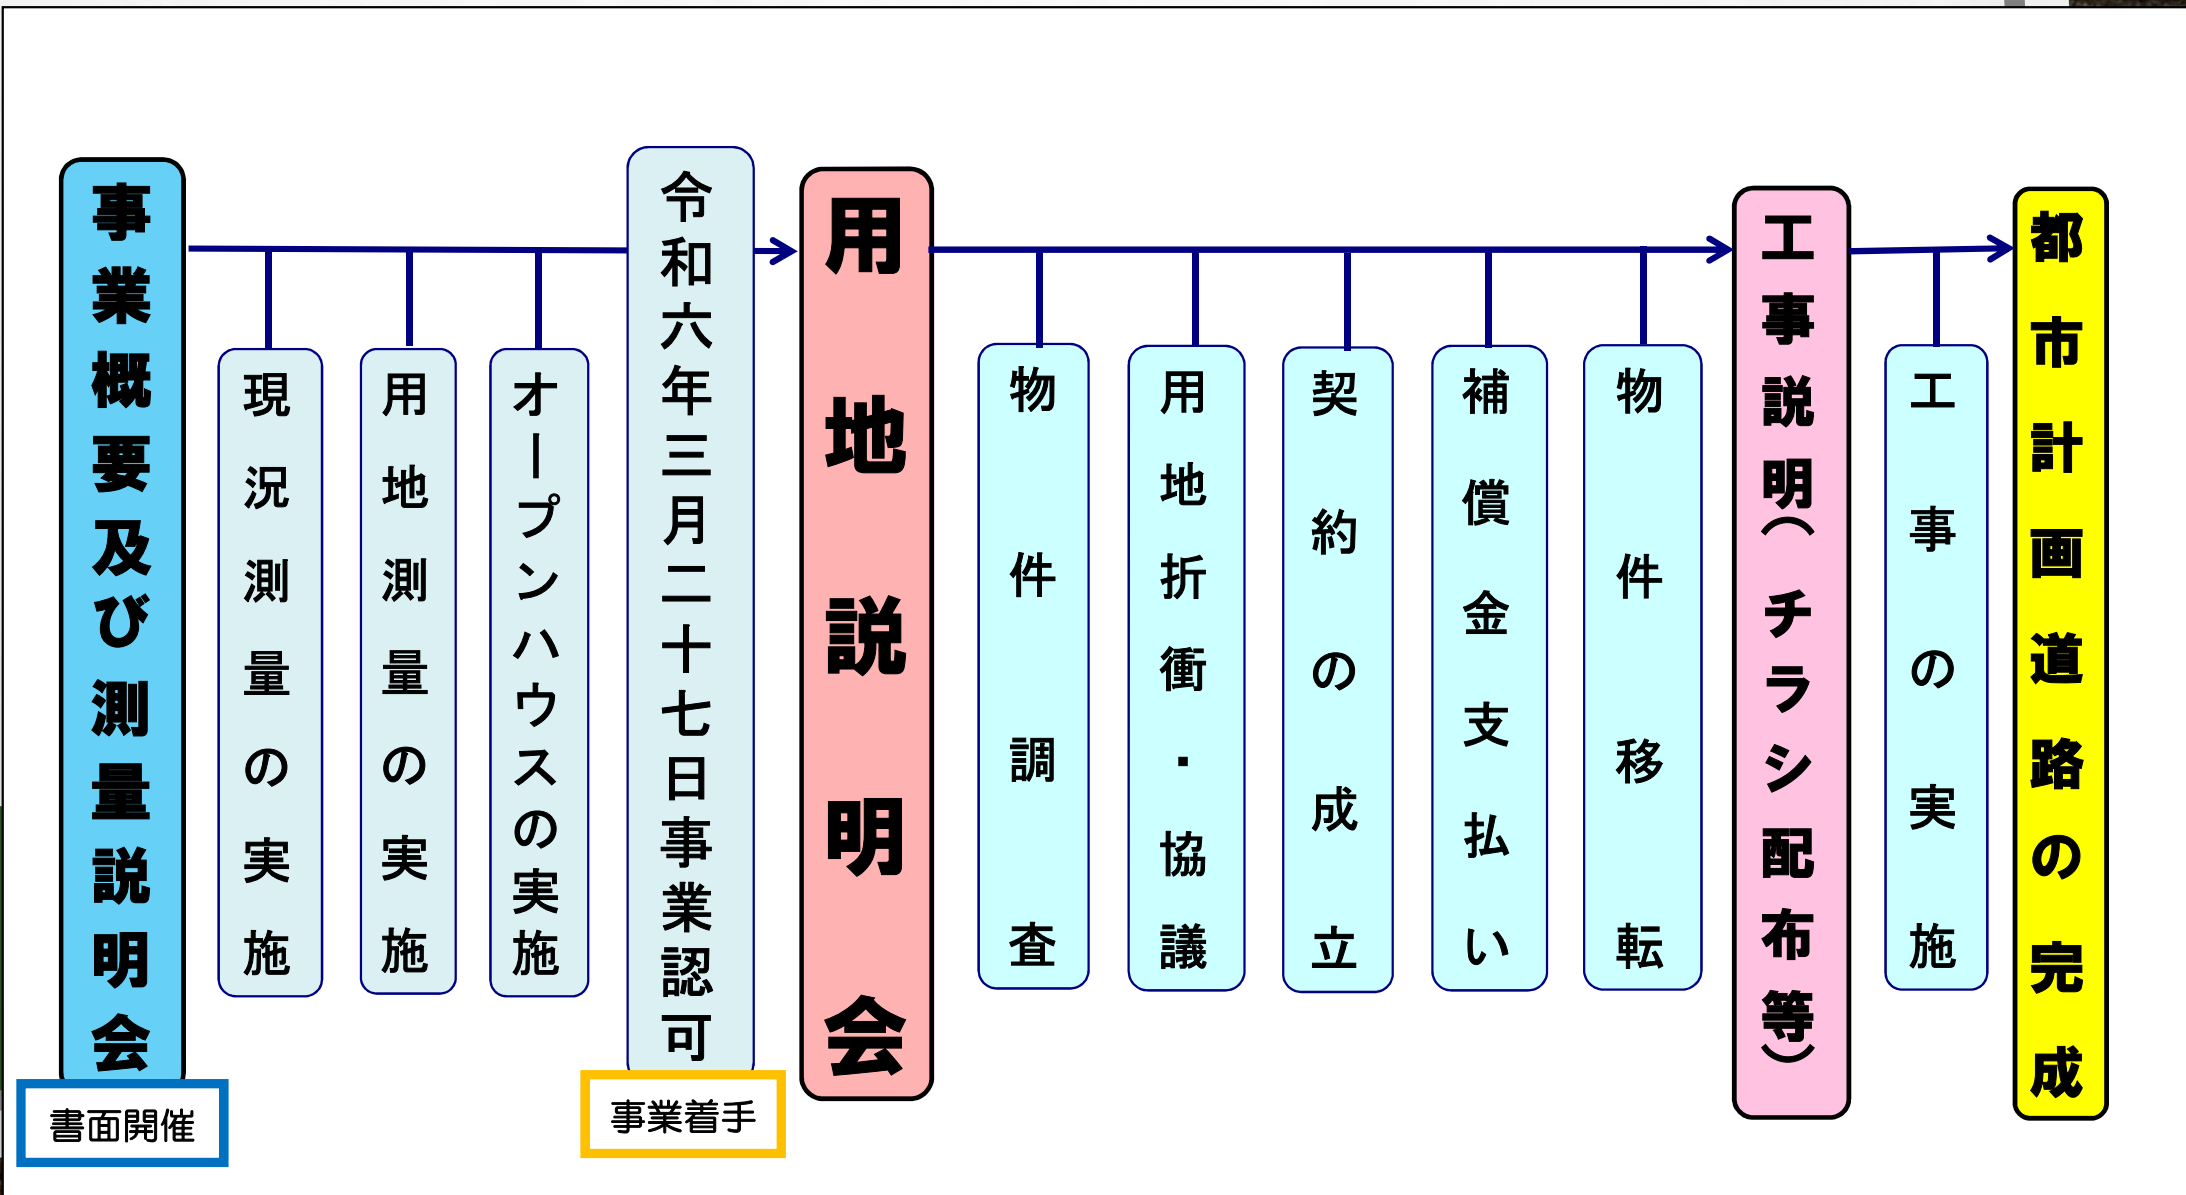 事業概要及び測量説明会
書面開催
現況測量の実施
用地測量の実施
オープンハウスの実施
令和六年三月二十七日事業認可
事業着手
用地説明会
物件調査
用地折衝・協議
契約の成立
補償金支払い
物件移転
工事説明（チラシ配布等）
工事の実施
都市計画道路の完成